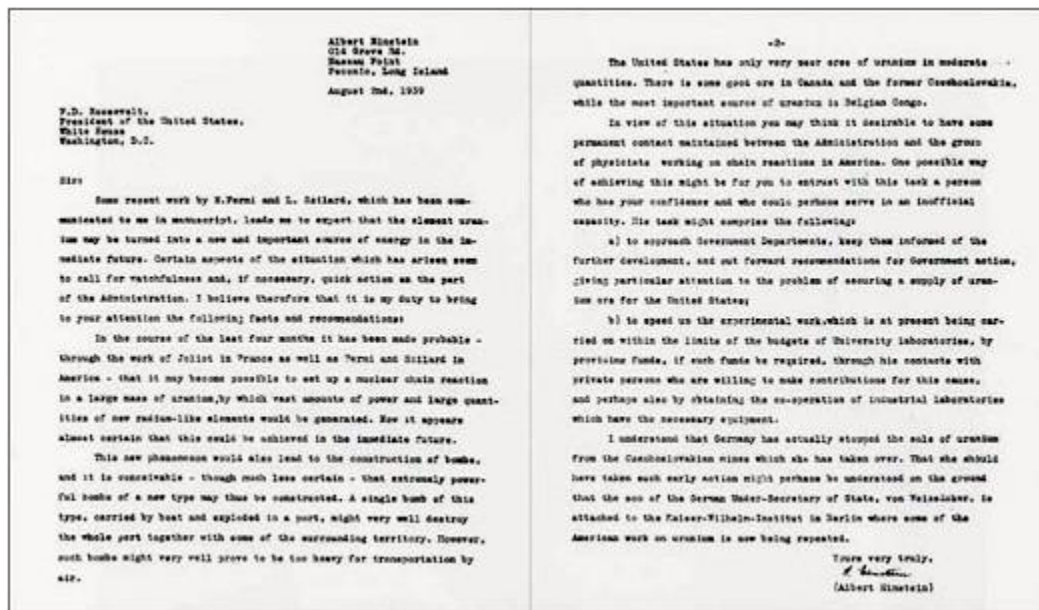 Albert Einstein
Old Grove Rd.
Nassau Point
Peconic, Long Island
August 2nd, 1939
F.D. Roosevelt,
President of the United States,
White House
Washington, D.C.
Sir:
Some recent work by E.Fermi and L. Szilard, which has been com-
municated to me in manuscript, leads me to expect that the element uran-
ium may be turned into a new and important source of energy in the im-
mediate future. Certain aspects of the situation which has arisen seem
to call for watchfulness and, if necessary, quick action on the part
of the Administration. I believe therefore that it is my duty to bring
to your attention the following facts and recommendations:
In the course of the last four months it has been made probable -
through the work of Joliot in France as well as Fermi and Szilard in
America - that it may become possible to set up a nuclear chain reaction
in a large mass of uranium,by which vast amounts of power and large quant-
ities of new radium-like elements would be generated. Now it appears
almost certain that this could be achieved in the immediate future.
This new phenomenon would also lead to the construction of bombs,
and it is conceivable - though much less certain - that extremely power-
ful bombs of a new type may thus be constructed. A single bomb of this
type, carried by boat and exploded in a port, might very well destroy
the whole port together with some of the surrounding territory. However,
such bombs might very well prove to be too heavy for transportation by
air.
-2-
The United States has only very poor ores of uranium in moderate
quantities. There is some good ore in Canada and the former Czechoslovakia,
while the most important source of uranium is Belgian Congo.
In view of this situation you may think it desirable to have some
permanent contact maintained between the Administration and the group
of physicists working on chain reactions in America. One possible way
of achieving this might be for you to entrust with this task a person
who has your confidence and who could perhaps serve in an inofficial
capacity. His task might comprise the following:
a) to approach Government Departments, keep them informed of the
further development, and put forward recommendations for Government action,
giving particular attention to the problem of securing a supply of uran-
ium ore for the United States;
b) to speed up the experimental work,which is at present being car-
ried on within the limits of the budgets of University laboratories, by
providing funds, if such funds be required, through his contacts with
private persons who are willing to make contributions for this cause,
and perhaps also by obtaining the co-operation of industrial laboratories
which have the necessary equipment.
I understand that Germany has actually stopped the sale of uranium
from the Czechoslovakian mines which she has taken over. That she should
have taken such early action might perhaps be understood on the ground
that the son of the German Under-Secretary of State, von Weizsäcker, is
attached to the Kaiser-Wilhelm-Institut in Berlin where some of the
American work on uranium is now being repeated.
Yours very truly.
A. Einstein
(Albert Einstein)